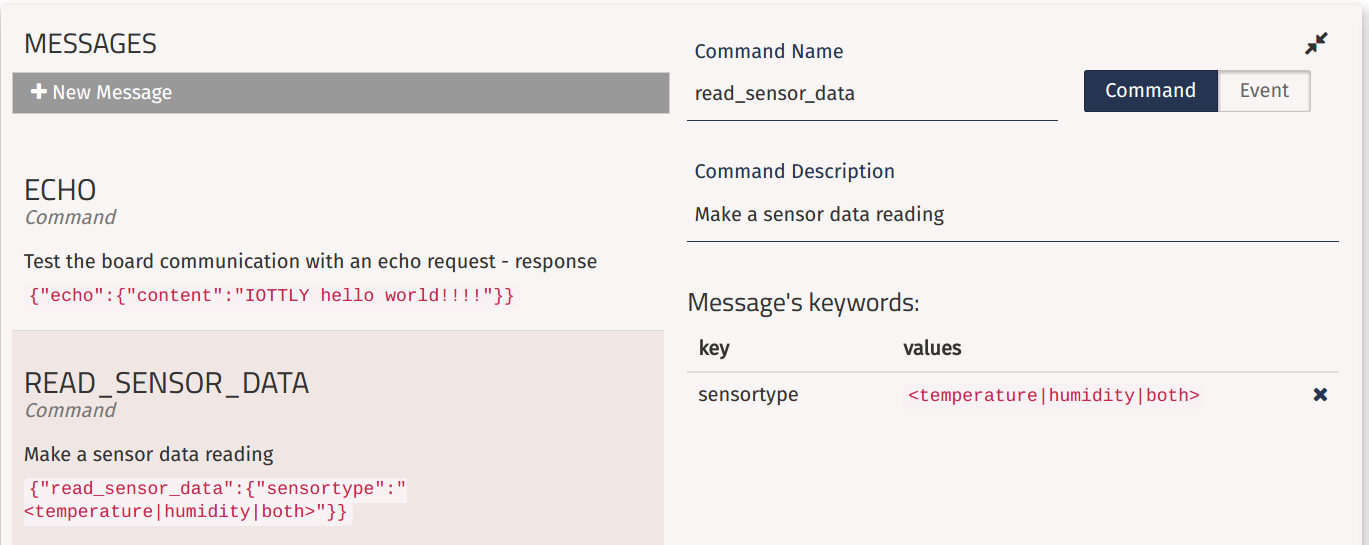 MESSAGES
New Message
ECHO
Command
Test the board communication with an echo request - response
{"echo":{"content":"IOTTLY hello world!!!!"}}
READ_SENSOR_DATA
Command
Make a sensor data reading
{"read_sensor_data":{"sensortype":"
<temperature|humidity|both>"}}
Command Name
read_sensor_data
Command Event
Command Description
Make a sensor data reading
Message's keywords:
key values
sensortype <temperature|humidity|both>